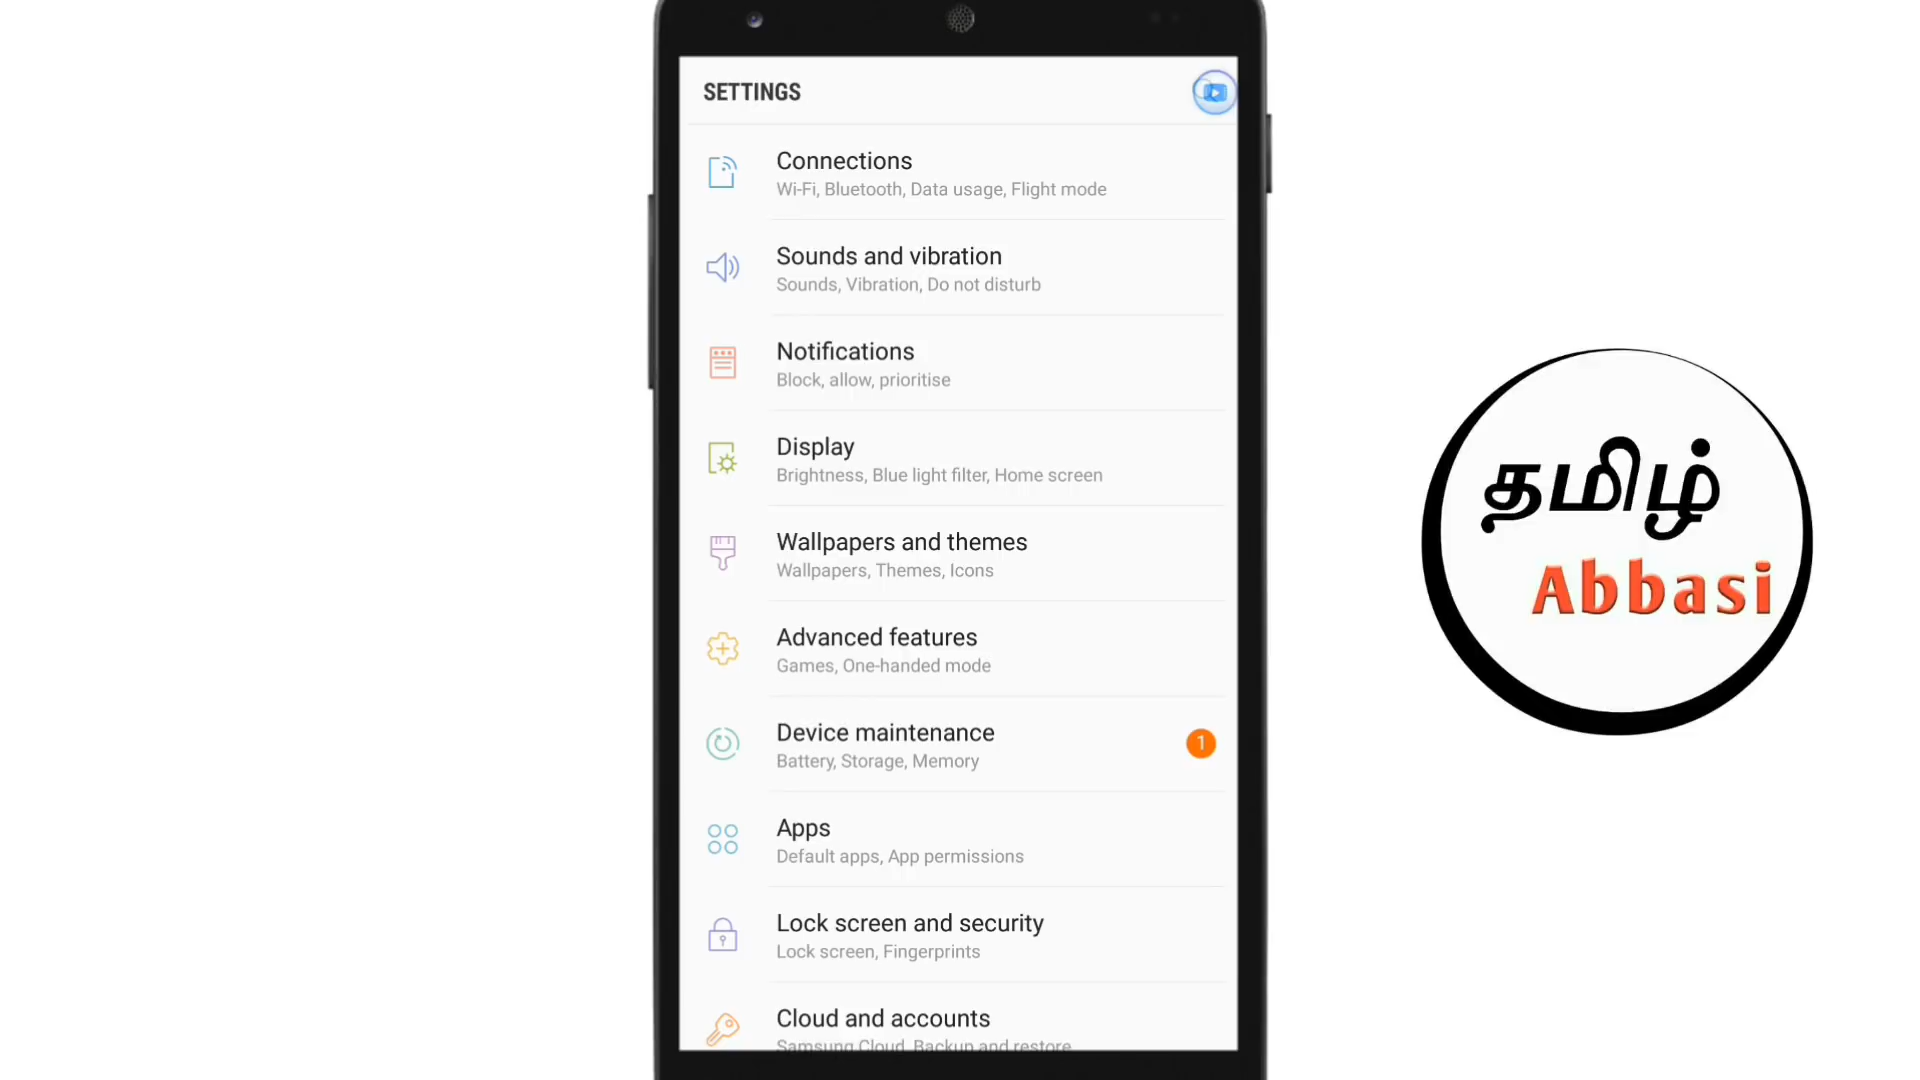 SETTINGS
Connections
Wi-Fi, Bluetooth, Data usage, Flight mode
Sounds and vibration
Sounds, Vibration, Do not disturb
Notifications
Block, allow, prioritise
Display
Brightness, Blue light filter, Home screen
Wallpapers and themes
Wallpapers, Themes, Icons
Advanced features
Games, One-handed mode
Device maintenance
1
Battery, Storage, Memory
Apps
Default apps, App permissions
Lock screen and security
Lock screen, Fingerprints
Cloud and accounts
Samsung Cloud, Backup and restore
தமிழ்
Abbasi